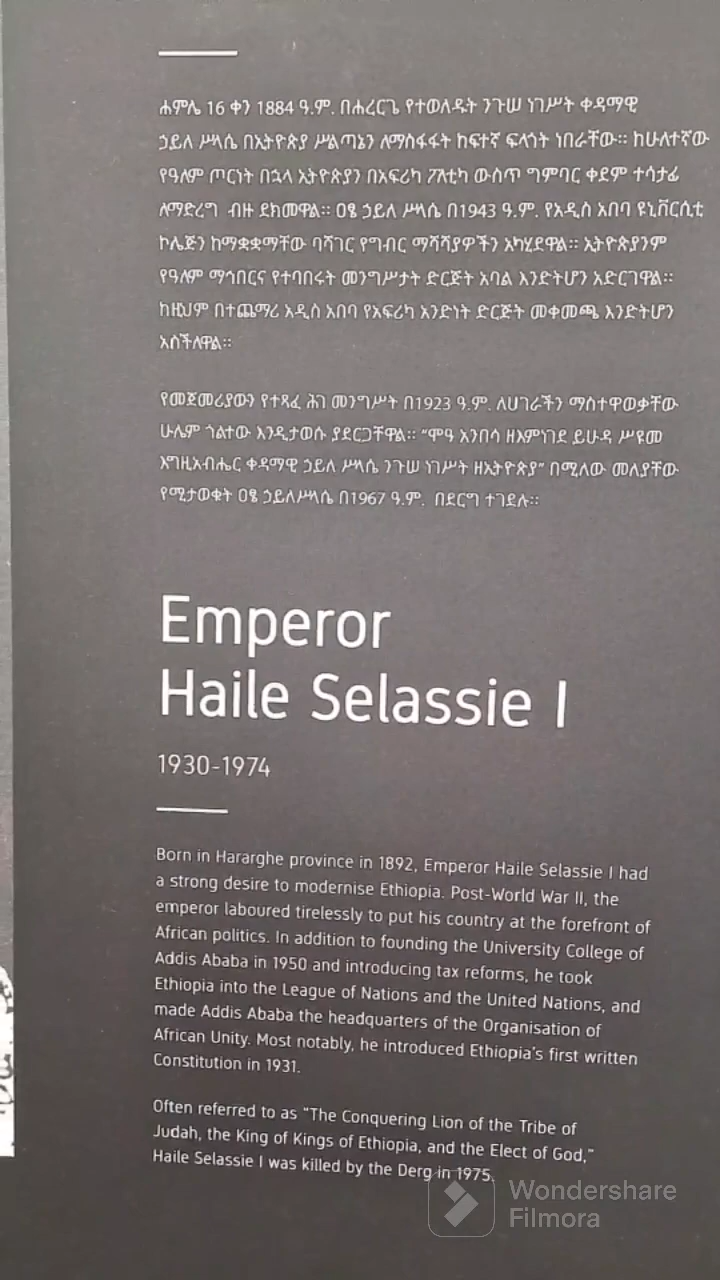 ሐምሌ 16 ቀን 1884 ዓ.ም. በሐረርጌ የተወለዱት ንጉሠ ነገሥት ቀዳማዊ
ኃይለ ሥላሴ በኢትዮጵያ ሥልጣኔን ለማስፋፋት ከፍተኛ ፍላጎት ነበራቸው። ከሁለተኛው
የዓለም ጦርነት በኋላ ኢትዮጵያን በአፍሪካ ፖለቲካ ውስጥ ግምባር ቀደም ተሳታፊ
ለማድረግ ብዙ ደክመዋል። ዐፄ ኃይለ ሥላሴ በ1943 ዓ.ም. የአዲስ አበባ ዩኒቨርሲቲ
ኮሌጅን ከማቋቋማቸው ባሻገር የግብር ማሻሻያዎችን አካሂደዋል። ኢትዮጵያንም
የዓለም ማኅበርና የተባበሩት መንግሥታት ድርጅት አባል እንድትሆን አድርገዋል።
ከዚህም በተጨማሪ አዲስ አበባ የአፍሪካ አንድነት ድርጅት መቀመጫ እንድትሆን
አስችለዋል።
የመጀመሪያውን የተጻፈ ሕገ መንግሥት በ1923 ዓ.ም. ለሀገራችን ማስተዋወቃቸው
ሁሌም ጎልተው እንዲታወሱ ያደርጋቸዋል። “ሞዓ አንበሳ ዘእምነገደ ይሁዳ ሥዩመ
እግዚአብሔር ቀዳማዊ ኃይለ ሥላሴ ንጉሠ ነገሥት ዘኢትዮጵያ” በሚለው መለያቸው
የሚታወቁት ዐፄ ኃይለሥላሴ በ1967 ዓ.ም. በደርግ ተገደሉ።
Emperor
Haile Selassie I
1930-1974
Born in Hararghe province in 1892, Emperor Haile Selassie I had
a strong desire to modernise Ethiopia. Post-World War II, the
emperor laboured tirelessly to put his country at the forefront of
African politics. In addition to founding the University College of
Addis Ababa in 1950 and introducing tax reforms, he took
Ethiopia into the League of Nations and the United Nations, and
made Addis Ababa the headquarters of the Organisation of
African Unity. Most notably, he introduced Ethiopia's first written
Constitution in 1931.
Often referred to as "The Conquering Lion of the Tribe of
Judah, the King of Kings of Ethiopia, and the Elect of God,"
Haile Selassie I was killed by the Derg in 1975.
Wondershare
Filmora